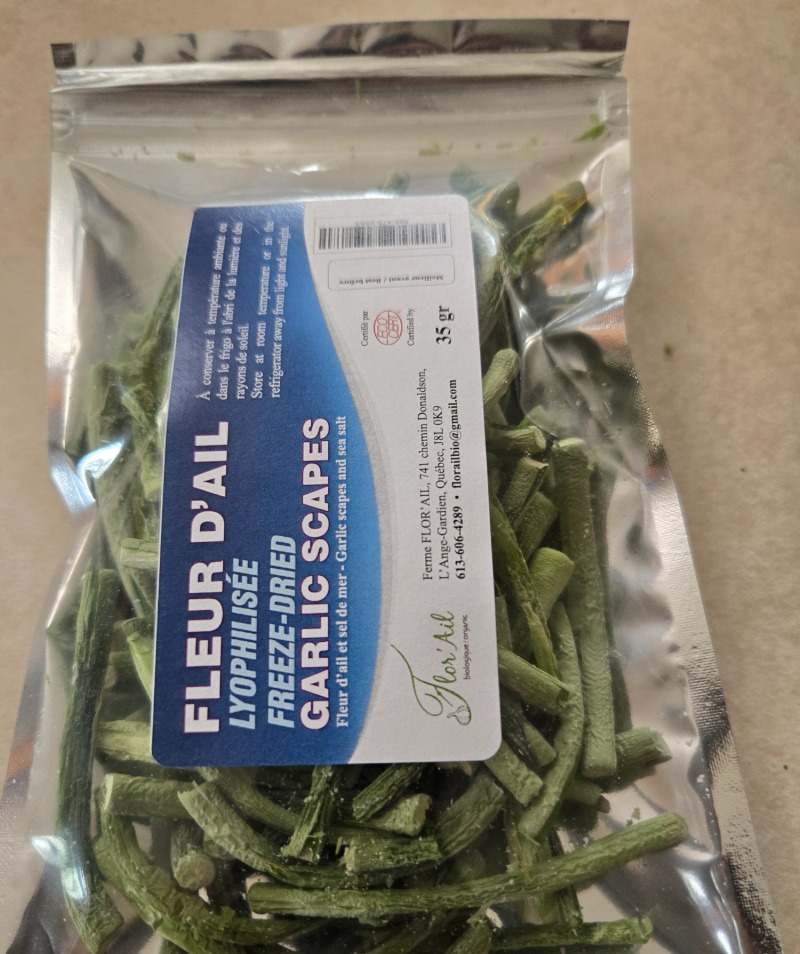 FLEUR D'AIL
LYOPHILISÉE
FREEZE-DRIED
GARLIC SCAPES
Fleur d'ail et sel de mer - Garlic scapes and sea salt
À conserver à température ambiante ou
dans le frigo à l'abri de la lumière et des
rayons de soleil.
Store at room temperature or in the
refrigerator away from light and sunlight.
Meilleur avant / Best before
Certifié par
ECO
CERT
Certified by
35 gr
Flor'Ail
biologique / organic
Ferme FLOR'AIL, 741 chemin Donaldson,
L'Ange-Gardien, Québec, J8L 0K9
613-606-4289 • florailbio@gmail.com